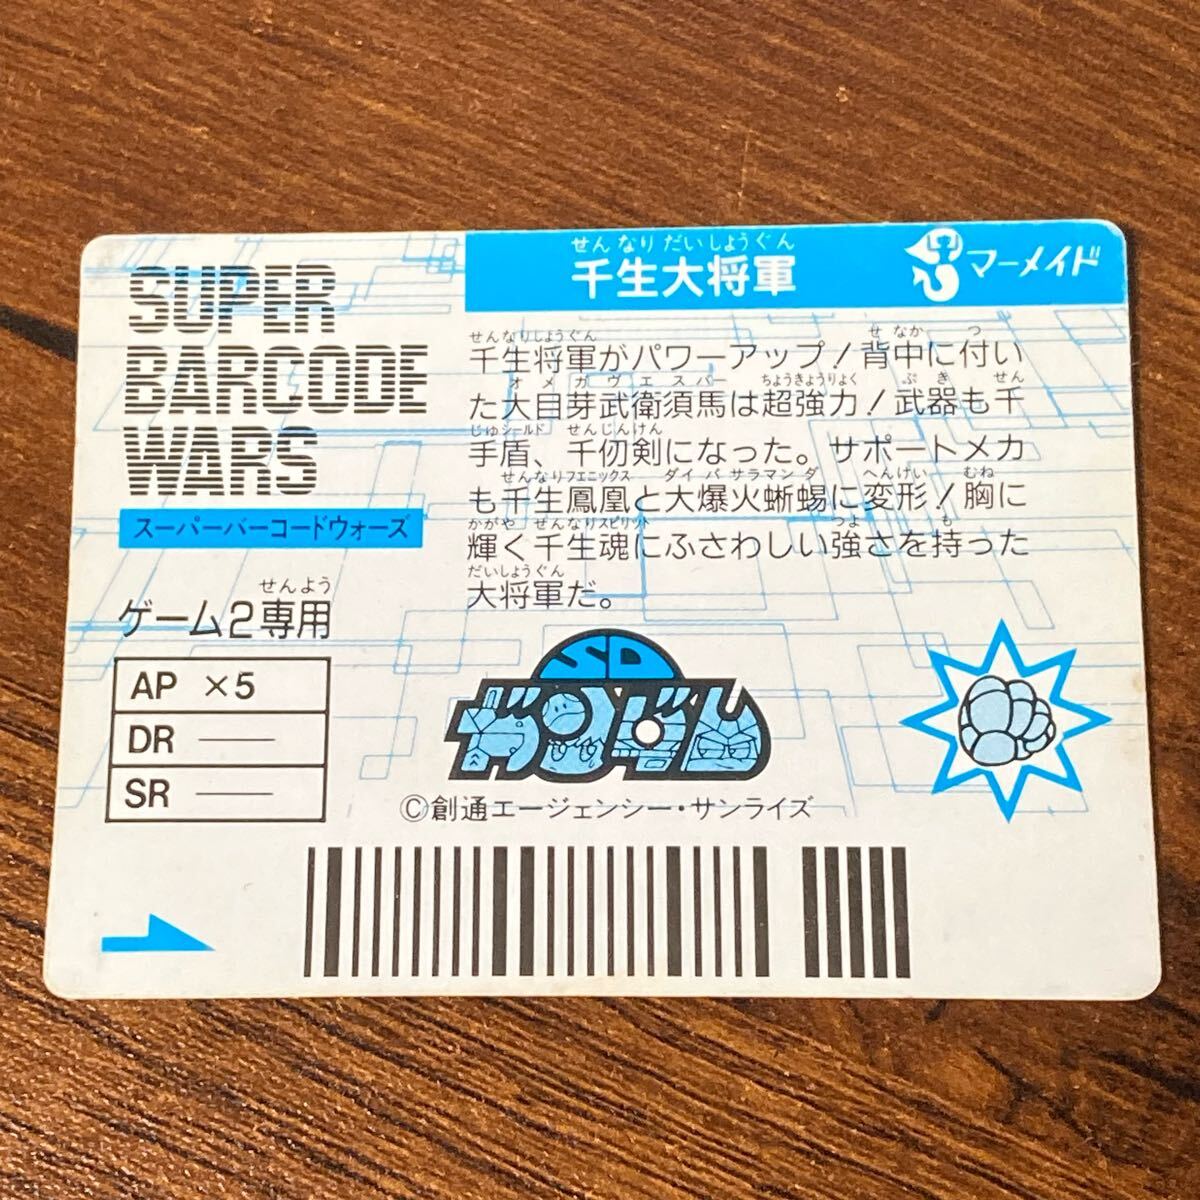 SUPER
BARCODE
WARS
スーパーバーコードウォーズ
せんよう
ゲーム2専用
AP ×5
DR ——
SR ——
せんなりだいしょうぐん
千生大将軍
マーメイド
せんなりしょうぐん せなか つ
千生将軍がパワーアップ!背中に付い
オメガヴェスバー ちょうきょうりょく ぶき せん
た大目芽武衛須馬は超強力!武器も千
じゅシールド せんじんけん
手盾、千仞剣になった。サポートメカ
せんなりフェニックス ダイバサラマンダ へんけい むね
も千生鳳凰と大爆火蜥蜴に変形!胸に
かがや せんなりスピリット つよ も
輝く千生魂にふさわしい強さを持った
だいしょうぐん
大将軍だ。
SD
ガンダム
©創通エージェンシー・サンライズ